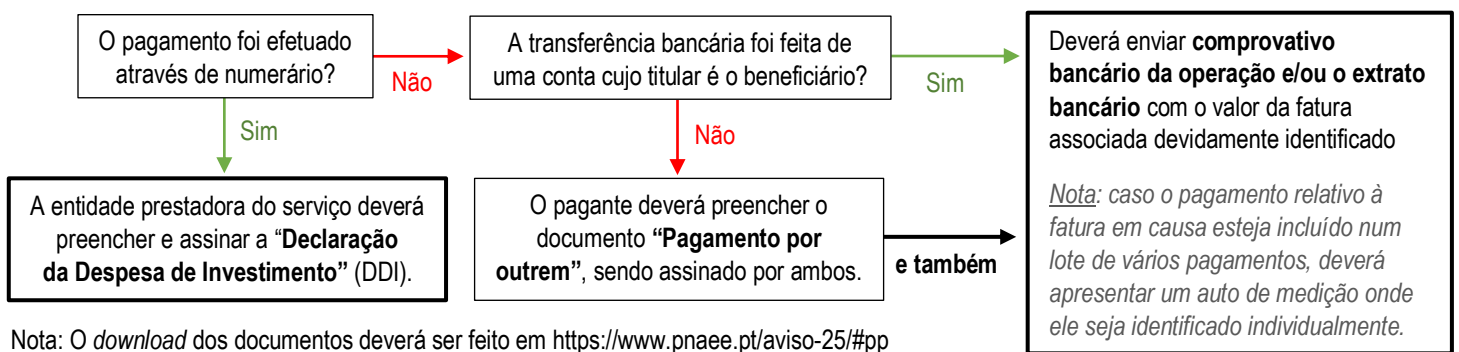 O pagamento foi efetuado
através de numerário?
Não
A transferência bancária foi feita de
uma conta cujo titular é o beneficiário?
Sim
Deverá enviar comprovativo
bancário da operação e/ou o extrato
bancário com o valor da fatura
associada devidamente identificado
Nota: caso o pagamento relativo à
fatura em causa esteja incluído num
lote de vários pagamentos, deverá
apresentar um auto de medição onde
ele seja identificado individualmente.
Sim
Não
A entidade prestadora do serviço deverá
preencher e assinar a “Declaração
da Despesa de Investimento” (DDI).
O pagante deverá preencher o
documento “Pagamento por
outrem”, sendo assinado por ambos.
e também
Nota: O download dos documentos deverá ser feito em https://www.pnaee.pt/aviso-25/#pp